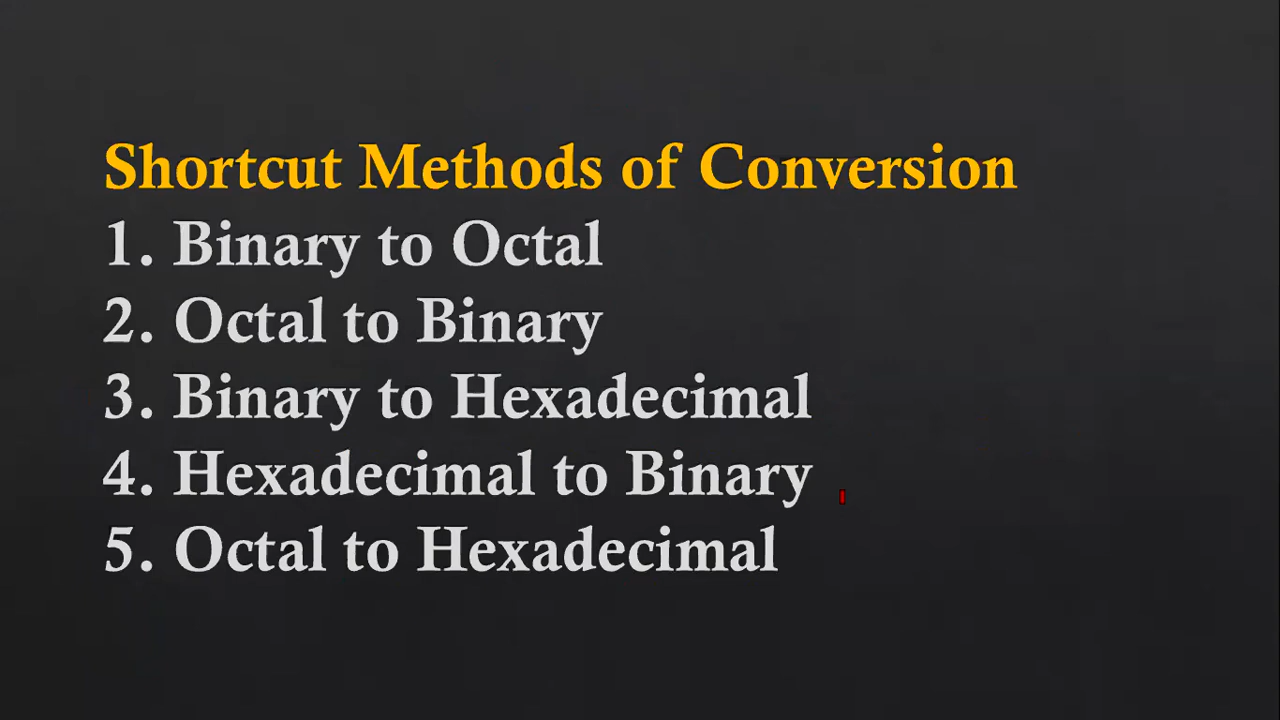 Shortcut Methods of Conversion
1. Binary to Octal
2. Octal to Binary
3. Binary to Hexadecimal
4. Hexadecimal to Binary
5. Octal to Hexadecimal